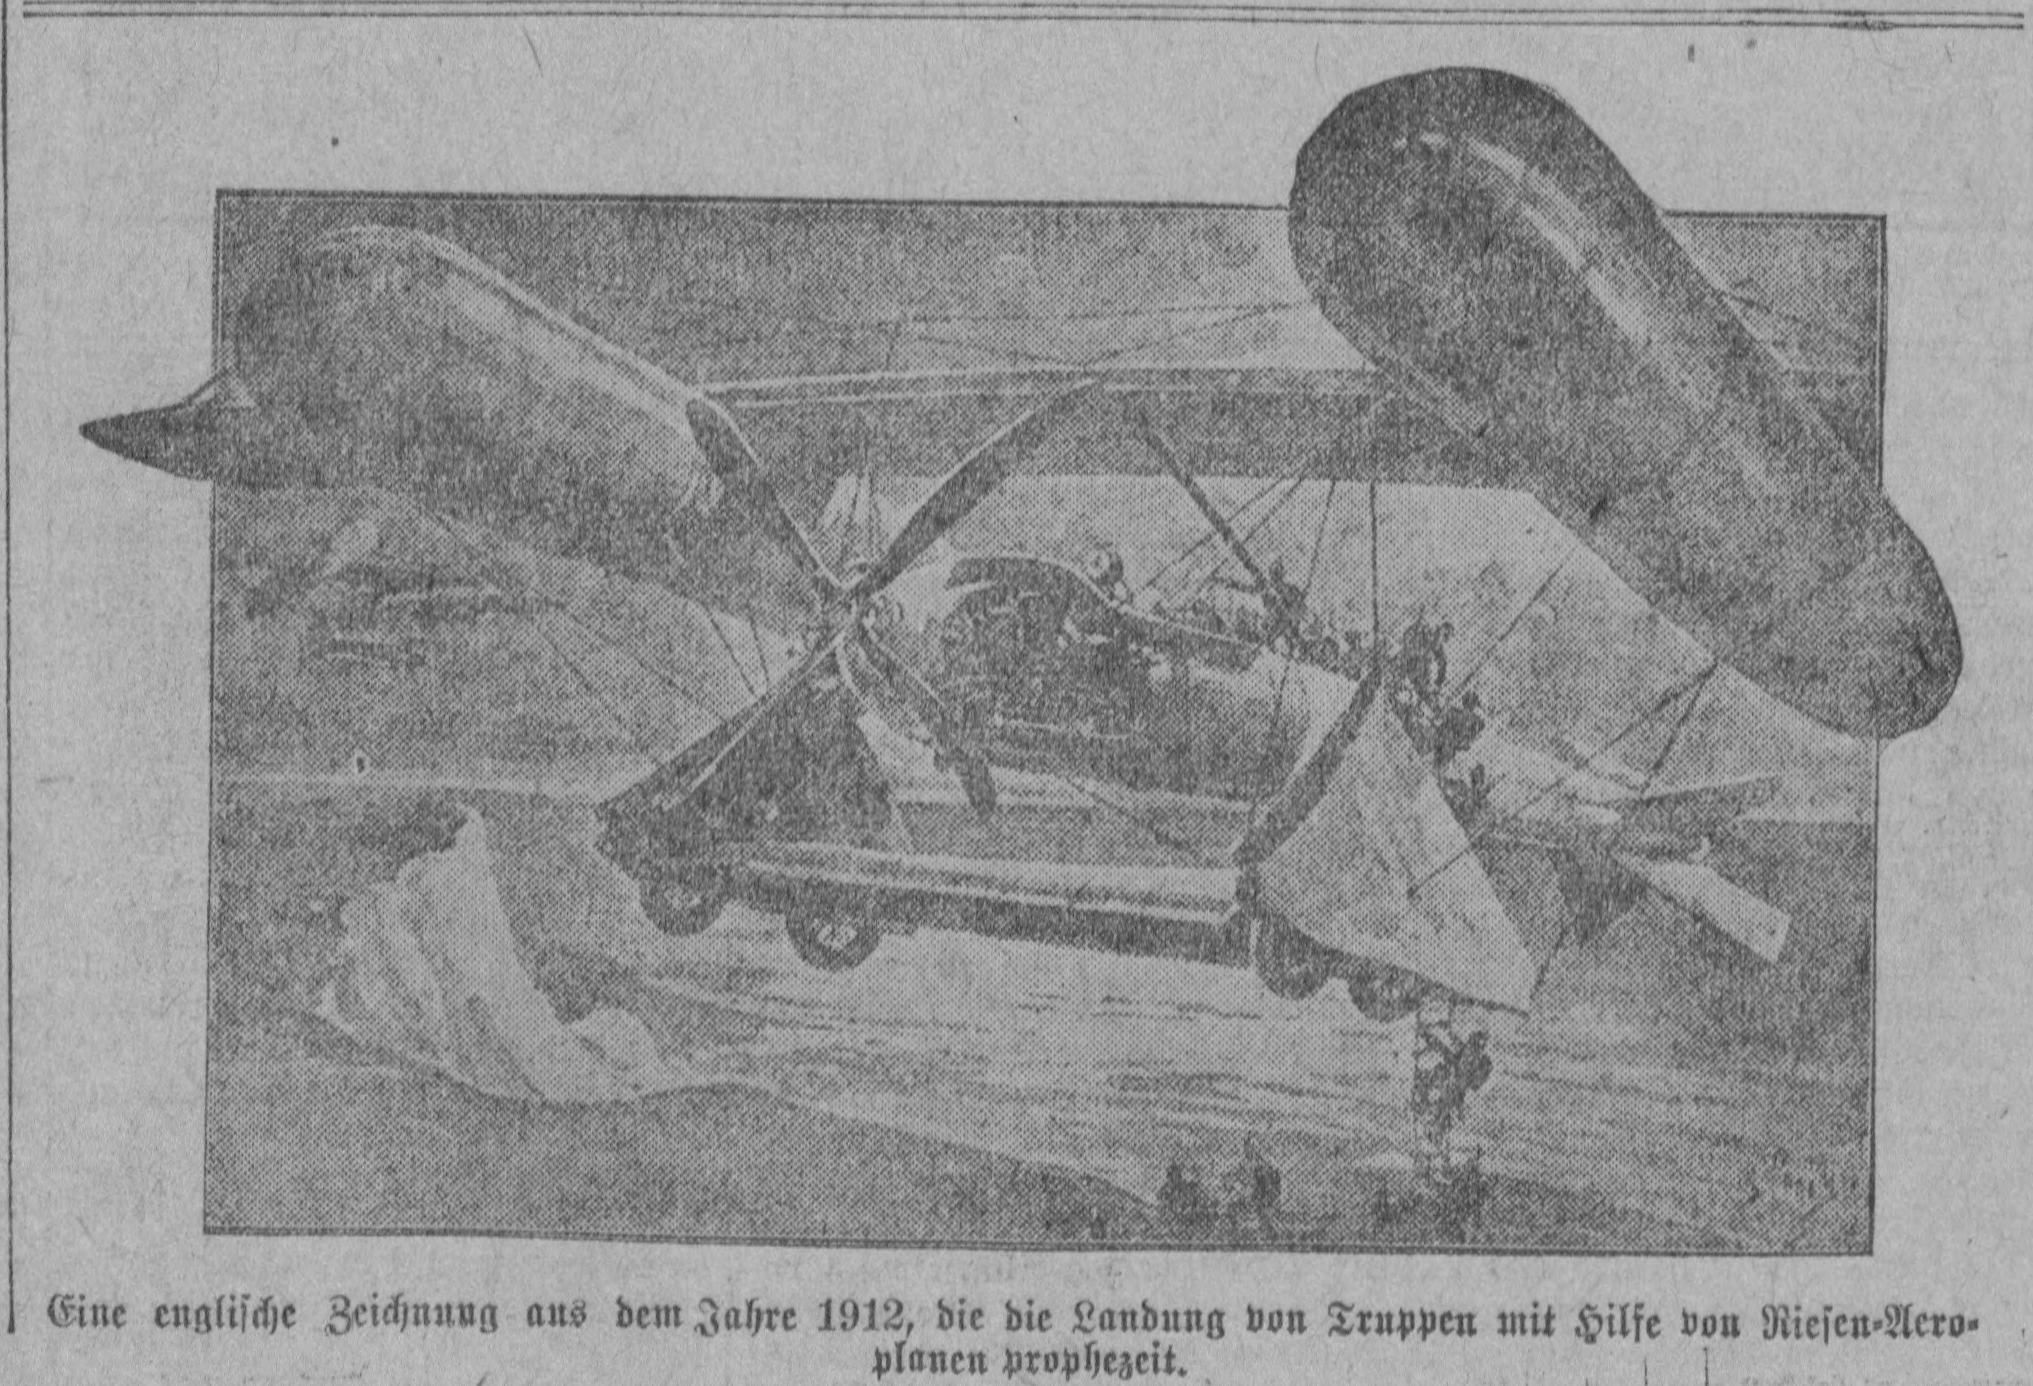 Eine englische Zeichnung aus dem Jahre 1912, die die Landung von Truppen mit Hilfe von Riesen-Aero-
planen prophezeit.